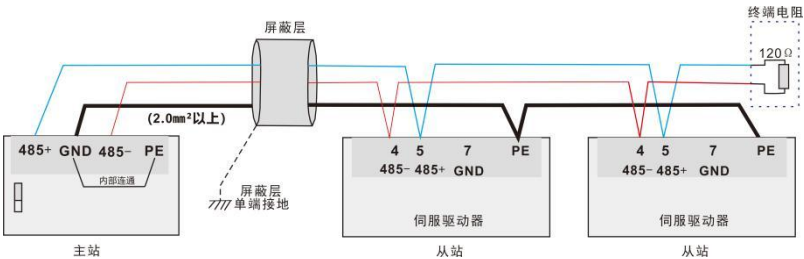 终端电阻
屏蔽层
120Ω
(2.0mm²以上)
485+ GND 485- PE
内部连通
4 5 7 PE
485- 485+ GND
4 5 7 PE
485- 485+ GND
屏蔽层
单端接地
伺服驱动器
伺服驱动器
主站
从站
从站